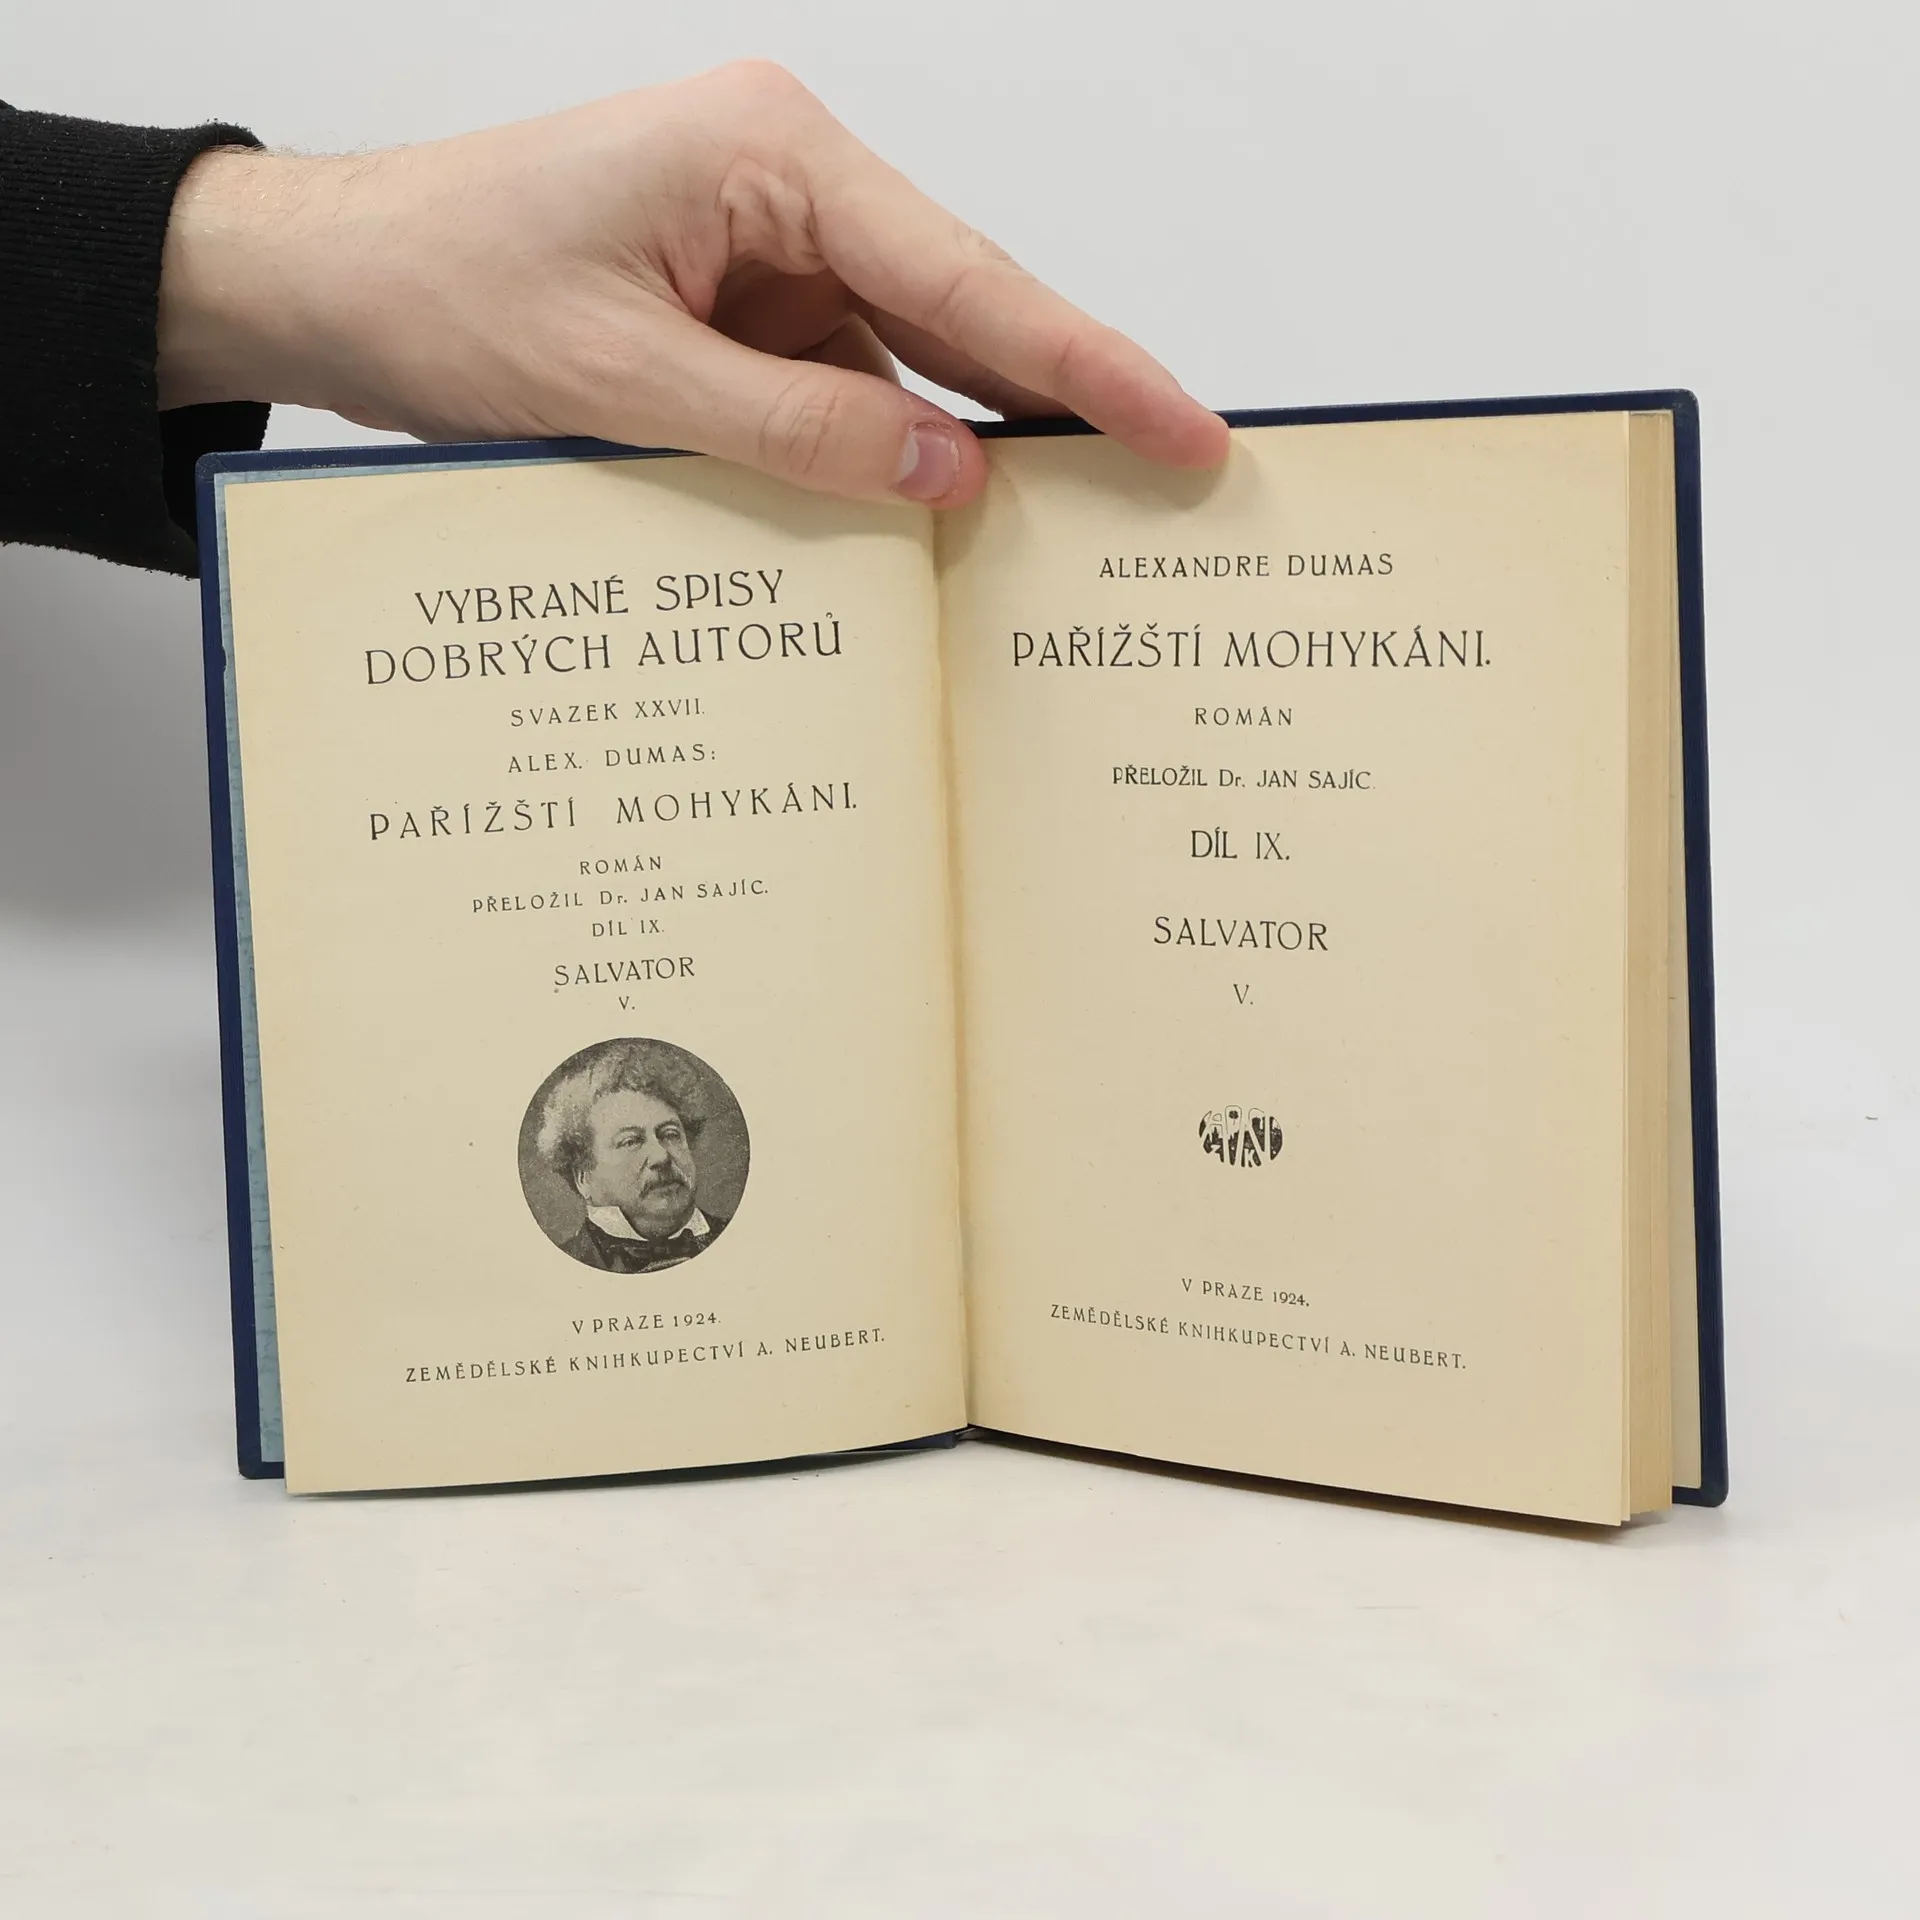 VYBRANÉ SPISY
DOBRÝCH AUTORŮ
SVAZEK XXVII.
ALEX. DUMAS:
PAŘÍŽŠTÍ MOHYKÁNI.
ROMÁN
PŘELOŽIL Dr. JAN SAJÍC.
DÍL IX.
SALVATOR
V.
V PRAZE 1924.
ZEMĚDĚLSKÉ KNIHKUPECTVÍ A. NEUBERT.
ALEXANDRE DUMAS
PAŘÍŽŠTÍ MOHYKÁNI.
ROMÁN
PŘELOŽIL Dr. JAN SAJÍC.
DÍL IX.
SALVATOR
V.
V PRAZE 1924.
ZEMĚDĚLSKÉ KNIHKUPECTVÍ A. NEUBERT.